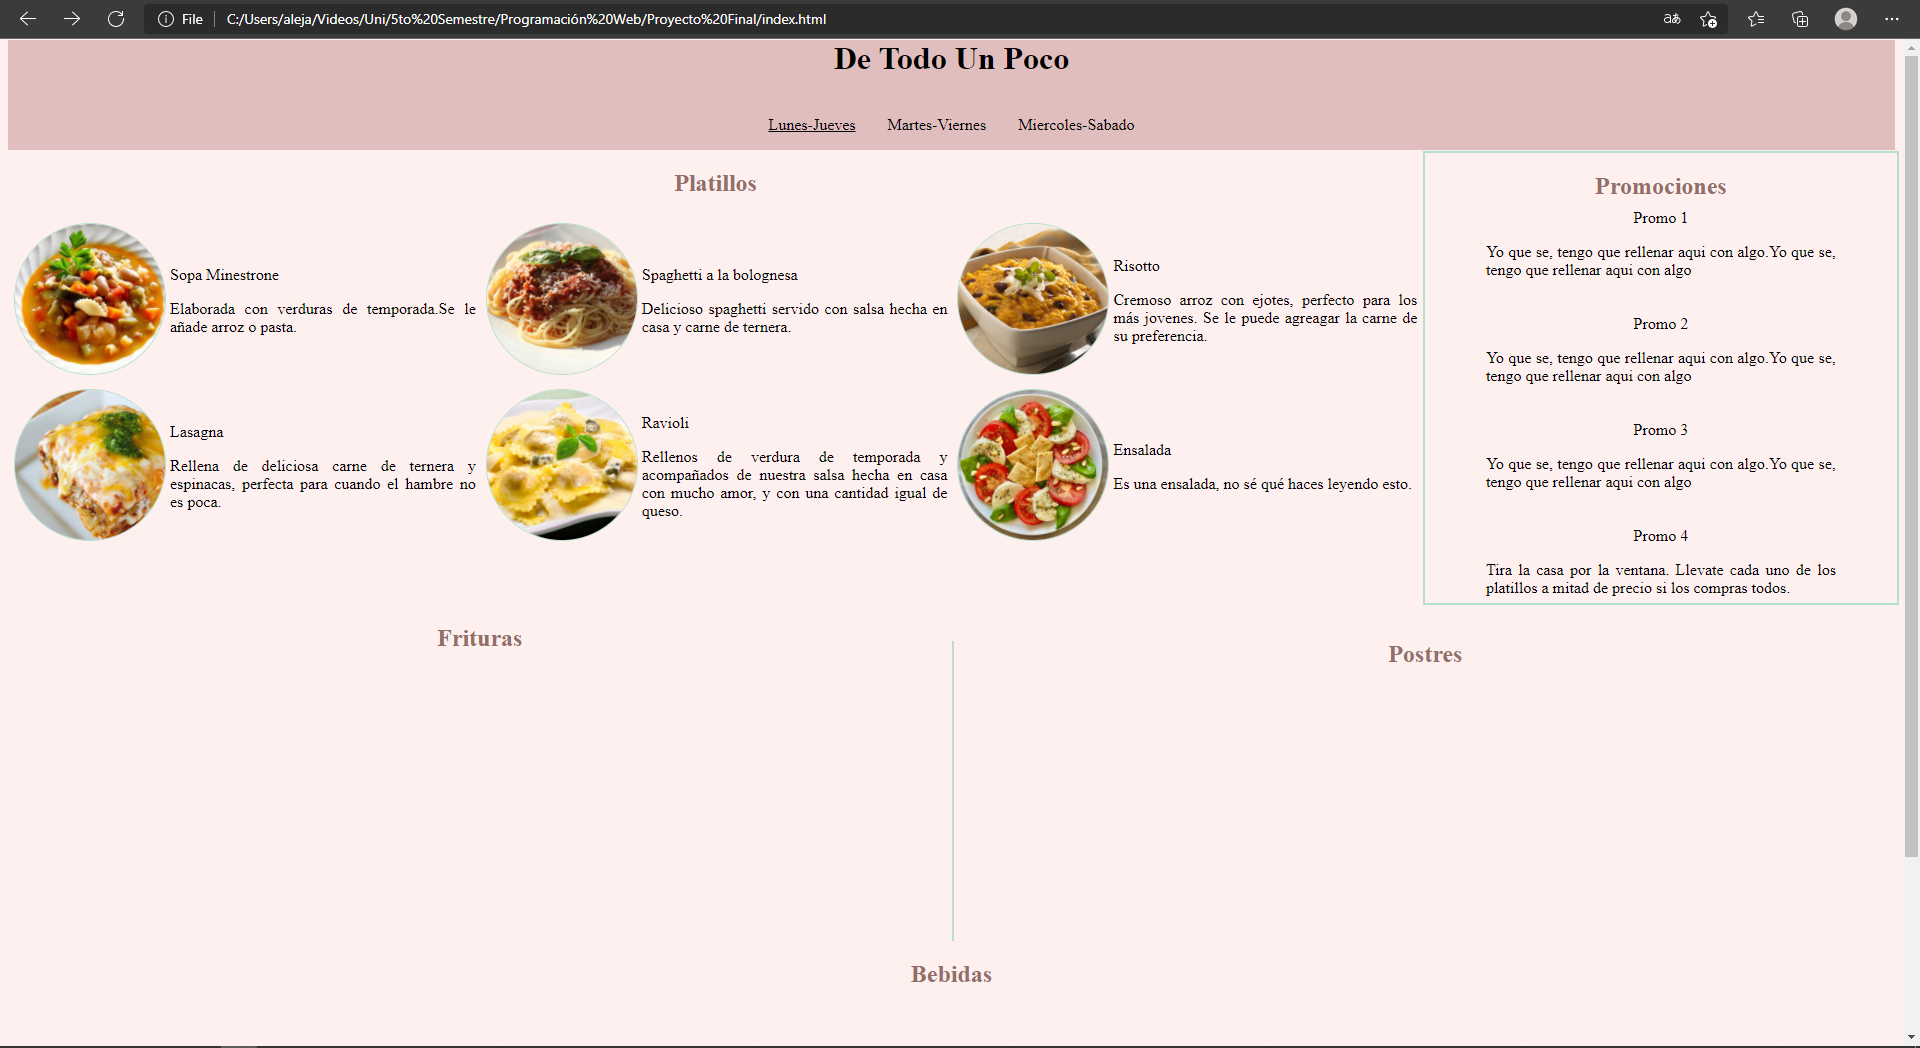 File
C:/Users/aleja/Videos/Uni/5to%20Semestre/Programación%20Web/Proyecto%20Final/index.html
De Todo Un Poco
Lunes-Jueves Martes-Viernes Miercoles-Sabado
Platillos
Sopa Minestrone
Elaborada con verduras de temporada.Se le
añade arroz o pasta.
Spaghetti a la bolognesa
Delicioso spaghetti servido con salsa hecha en
casa y carne de ternera.
Risotto
Cremoso arroz con ejotes, perfecto para los
más jovenes. Se le puede agreagar la carne de
su preferencia.
Lasagna
Rellena de deliciosa carne de ternera y
espinacas, perfecta para cuando el hambre no
es poca.
Ravioli
Rellenos de verdura de temporada y
acompañados de nuestra salsa hecha en casa
con mucho amor, y con una cantidad igual de
queso.
Ensalada
Es una ensalada, no sé qué haces leyendo esto.
Promociones
Promo 1
Yo que se, tengo que rellenar aqui con algo.Yo que se,
tengo que rellenar aqui con algo
Promo 2
Yo que se, tengo que rellenar aqui con algo.Yo que se,
tengo que rellenar aqui con algo
Promo 3
Yo que se, tengo que rellenar aqui con algo.Yo que se,
tengo que rellenar aqui con algo
Promo 4
Tira la casa por la ventana. Llevate cada uno de los
platillos a mitad de precio si los compras todos.
Frituras
Postres
Bebidas